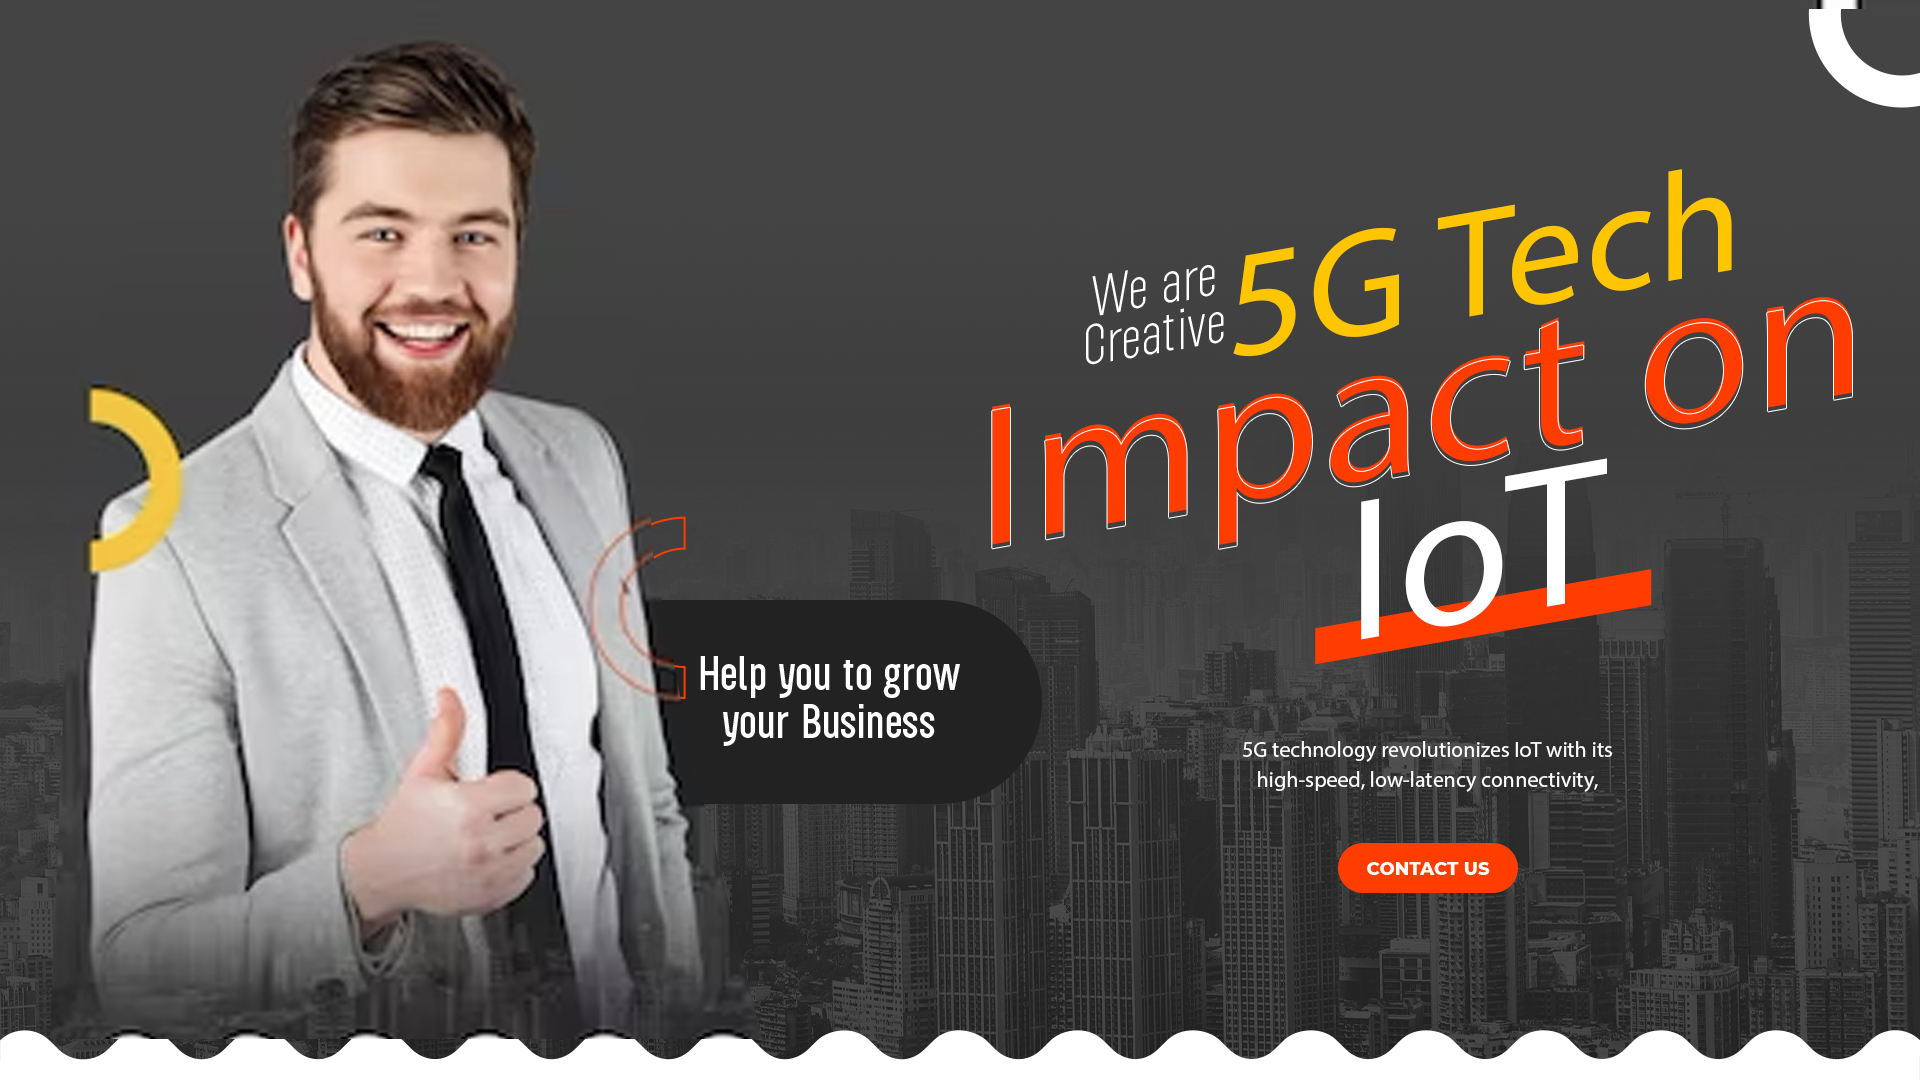 We are
Creative
5G Tech
Impact on
IoT
Help you to grow
your Business
5G technology revolutionizes IoT with its
high-speed, low-latency connectivity,
CONTACT US